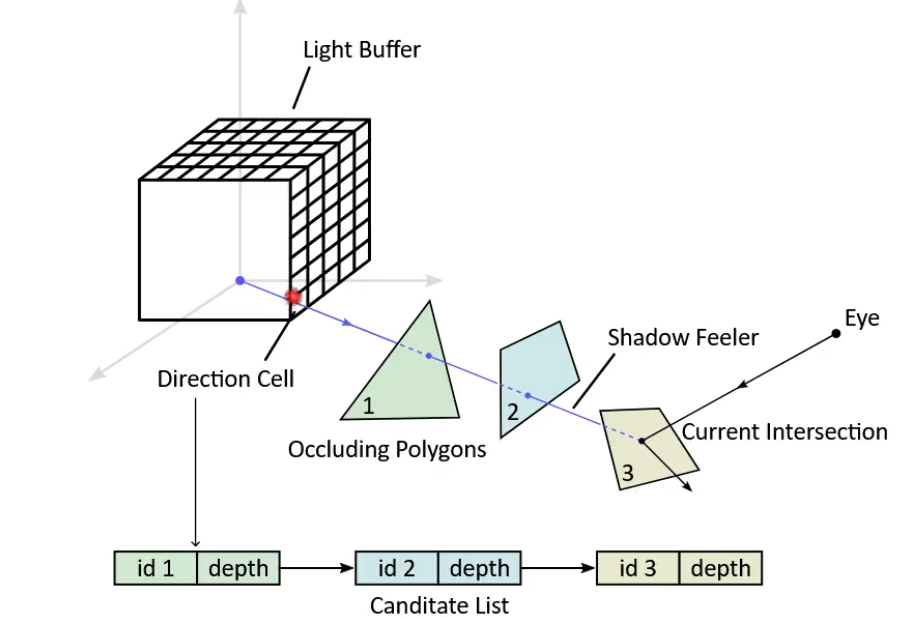 Light Buffer
Eye
Shadow Feeler
Direction Cell
1
2
Current Intersection
Occluding Polygons
3
id 1 depth
id 2 depth
id 3 depth
Canditate List